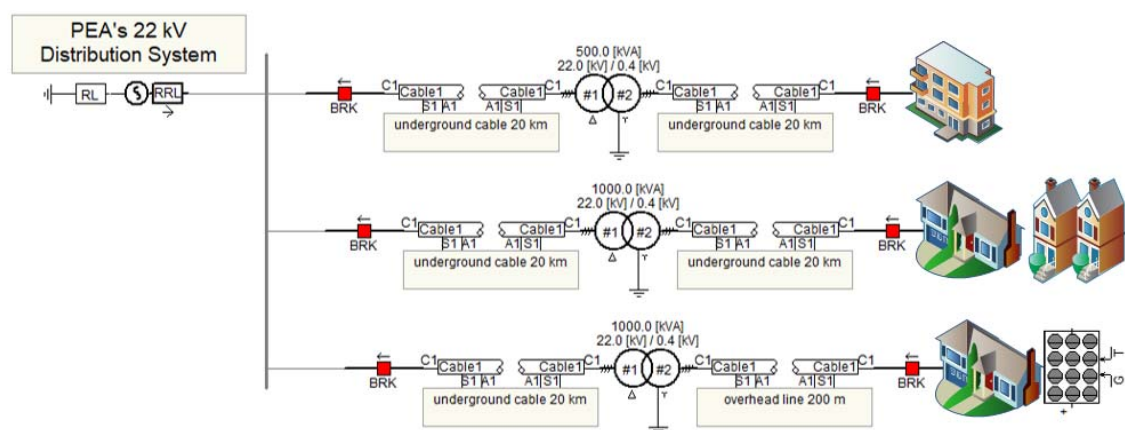 PEA's 22 kV
Distribution System
RL
RRL
500.0 [kVA]
22.0 [kV] / 0.4 [kV]
BRK
C1
Cable1
S1 A1
Cable1
A1 S1
C1
#1
#2
Δ
Y
C1
Cable1
S1 A1
Cable1
A1 S1
C1
BRK
underground cable 20 km
underground cable 20 km
1000.0 [kVA]
22.0 [kV] / 0.4 [kV]
BRK
C1
Cable1
S1 A1
Cable1
A1 S1
C1
#1
#2
Δ
Y
C1
Cable1
S1 A1
Cable1
A1 S1
C1
BRK
underground cable 20 km
underground cable 20 km
1000.0 [kVA]
22.0 [kV] / 0.4 [kV]
BRK
C1
Cable1
S1 A1
Cable1
A1 S1
C1
#1
#2
Δ
Y
C1
Cable1
S1 A1
Cable1
A1 S1
C1
BRK
T
G
+
-
underground cable 20 km
overhead line 200 m